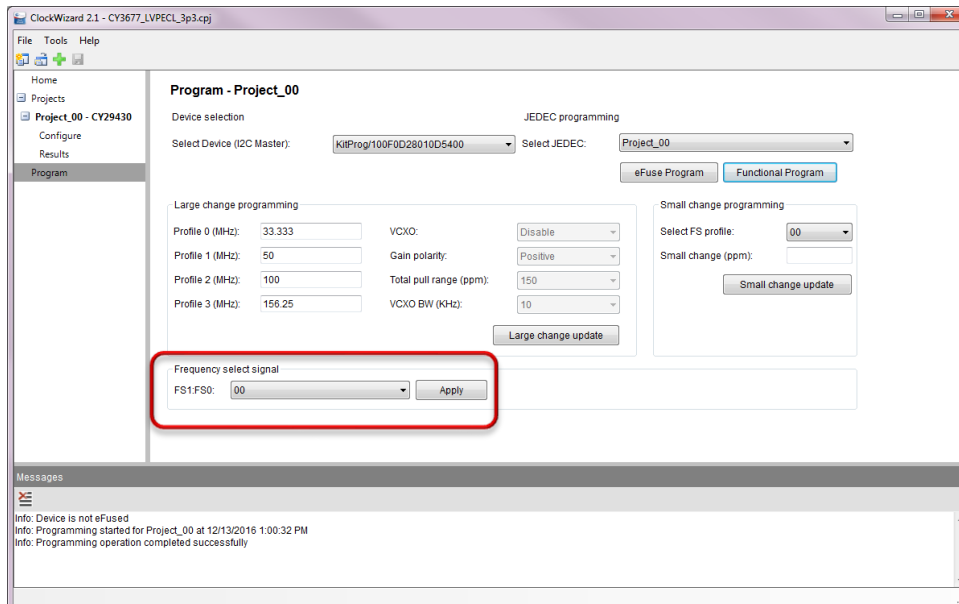 ClockWizard 2.1 - CY3677_LVPECL_3p3.cpj
File Tools Help
Home
Projects
Project_00 - CY29430
Configure
Results
Program
Program - Project_00
Device selection
JEDEC programming
Select Device (I2C Master): KitProg/100F0D28010D5400
Select JEDEC: Project_00
eFuse Program Functional Program
Large change programming
Profile 0 (MHz): 33.333 VCXO: Disable
Profile 1 (MHz): 50 Gain polarity: Positive
Profile 2 (MHz): 100 Total pull range (ppm): 150
Profile 3 (MHz): 156.25 VCXO BW (KHz): 10
Large change update
Small change programming
Select FS profile: 00
Small change (ppm):
Small change update
Frequency select signal
FS1:FS0: 00 Apply
Messages
Info: Device is not eFused
Info: Programming started for Project_00 at 12/13/2016 1:00:32 PM
Info: Programming operation completed successfully